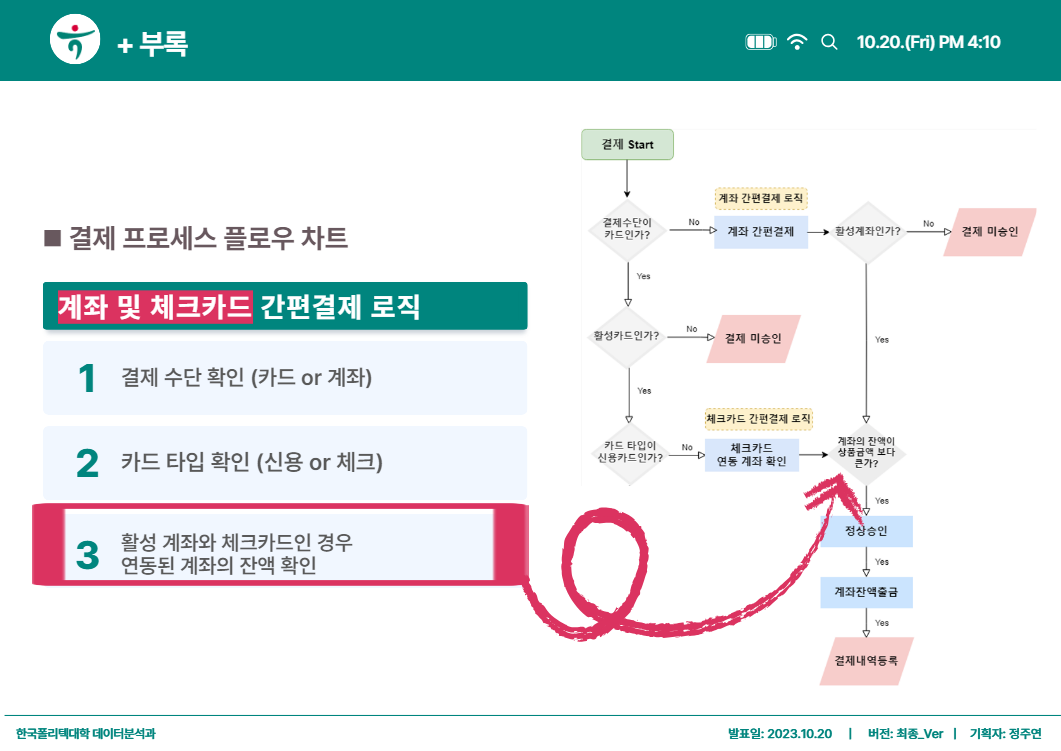 + 부록
10.20.(Fri) PM 4:10
■ 결제 프로세스 플로우 차트
계좌 및 체크카드 간편결제 로직
1
결제 수단 확인 (카드 or 계좌)
2
카드 타입 확인 (신용 or 체크)
3
활성 계좌와 체크카드인 경우
연동된 계좌의 잔액 확인
결제 Start
결제수단이
카드인가?
No
계좌 간편결제 로직
계좌 간편결제
활성계좌인가?
No
결제 미승인
Yes
활성카드인가?
No
결제 미승인
Yes
Yes
카드 타입이
신용카드인가?
No
체크카드 간편결제 로직
체크카드
연동 계좌 확인
계좌의 잔액이
상품금액 보다
큰가?
Yes
정상승인
Yes
계좌잔액출금
Yes
결제내역등록
한국폴리텍대학 데이터분석과
발표일: 2023.10.20 | 버전: 최종_Ver | 기획자: 정주연